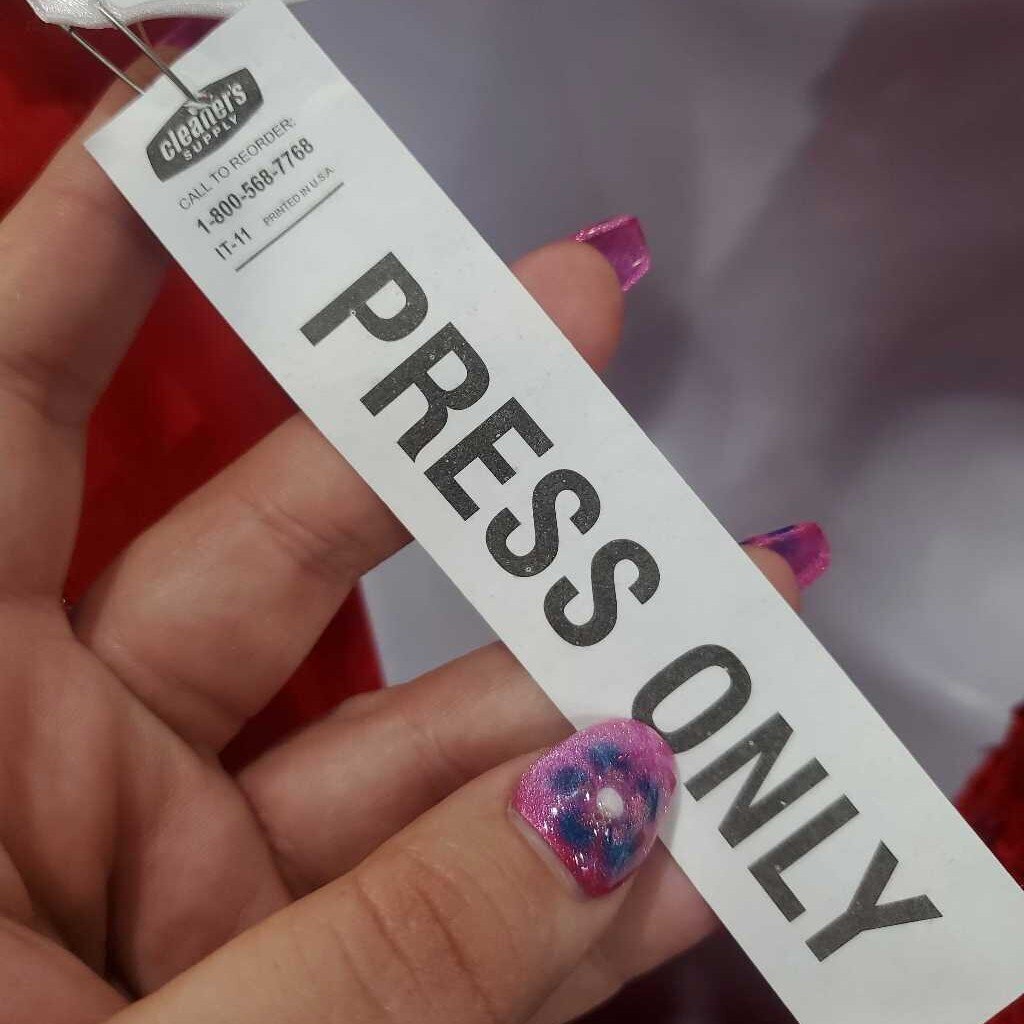 cleaner's
SUPPLY
CALL TO REORDER:
1-800-568-7768
IT-11 PRINTED IN U.S.A.
PRESS ONLY